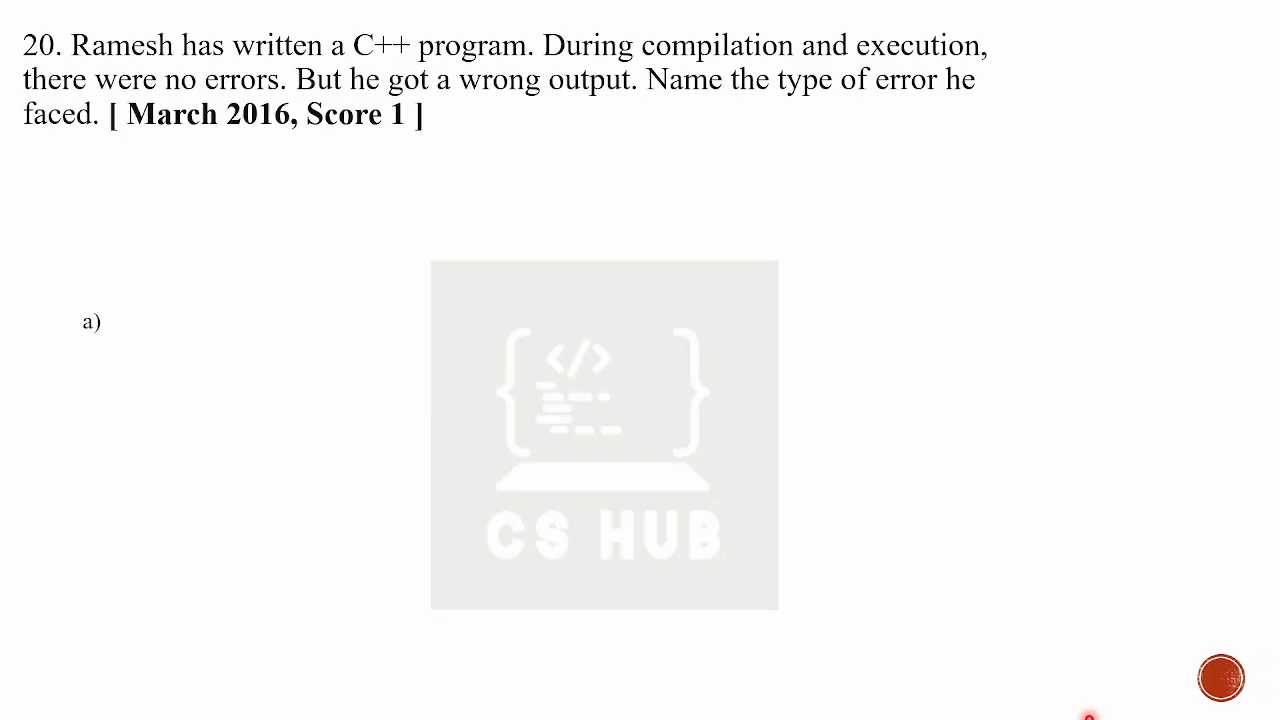 20. Ramesh has written a C++ program. During compilation and execution,
there were no errors. But he got a wrong output. Name the type of error he
faced. [ March 2016, Score 1 ]
a)
CS HUB